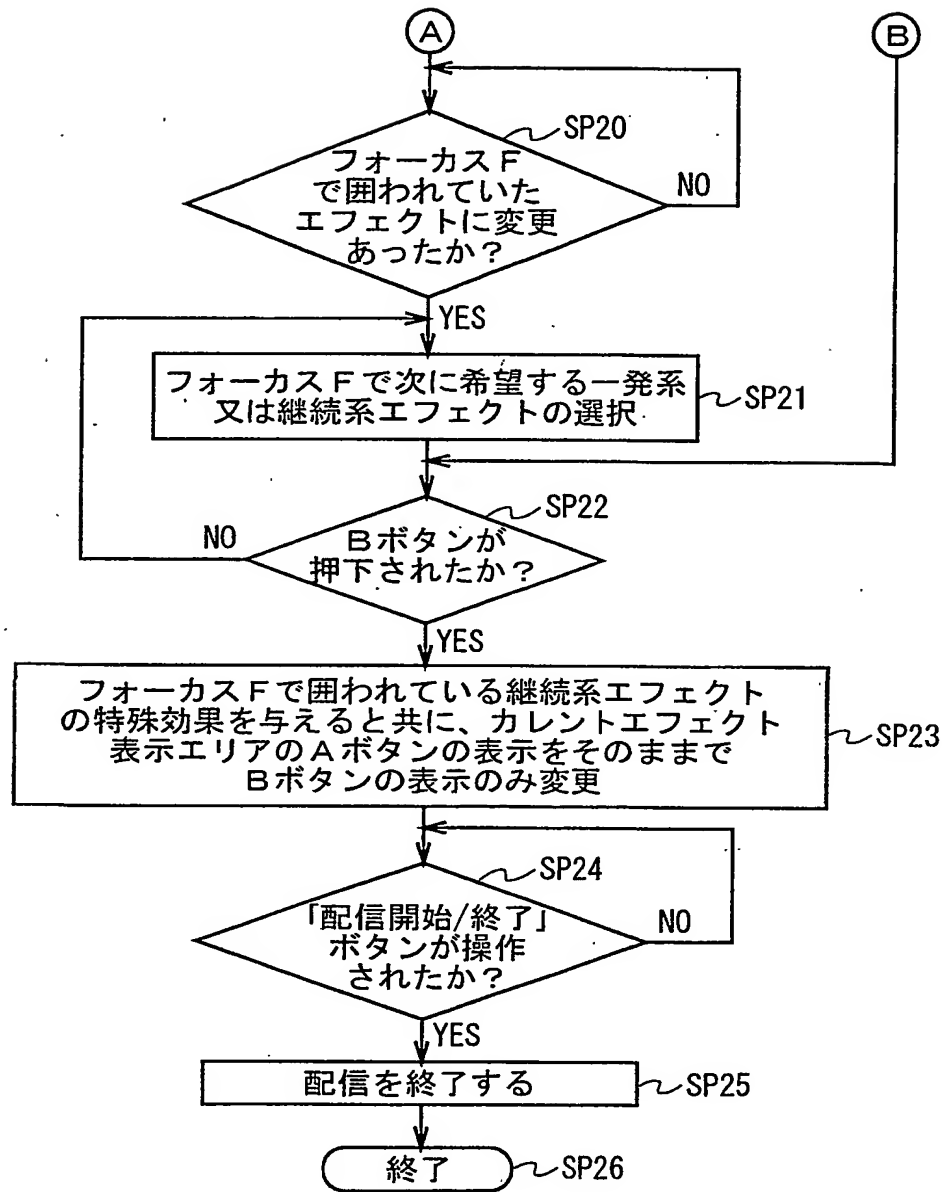 A
B
SP20
フォーカスF
で囲われていた
エフェクトに変更
あったか？
NO
YES
フォーカスFで次に希望する一発系
又は継続系エフェクトの選択
SP21
SP22
NO
Bボタンが
押下されたか？
YES
フォーカスFで囲われている継続系エフェクト
の特殊効果を与えると共に、カレントエフェクト
表示エリアのAボタンの表示をそのままで
Bボタンの表示のみ変更
SP23
SP24
「配信開始/終了」
ボタンが操作
されたか？
NO
YES
配信を終了する
SP25
終了
SP26